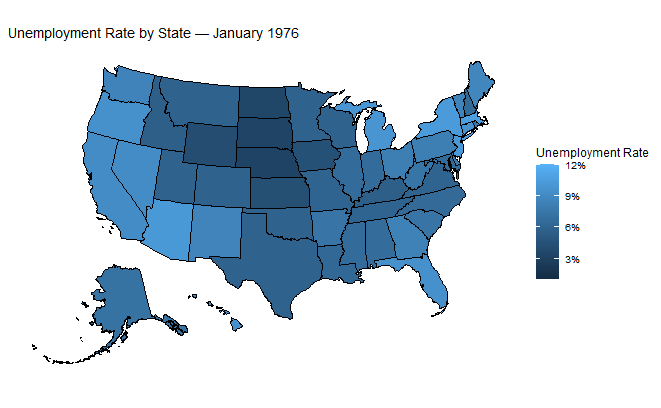 Unemployment Rate by State — January 1976
Unemployment Rate
12%
9%
6%
3%